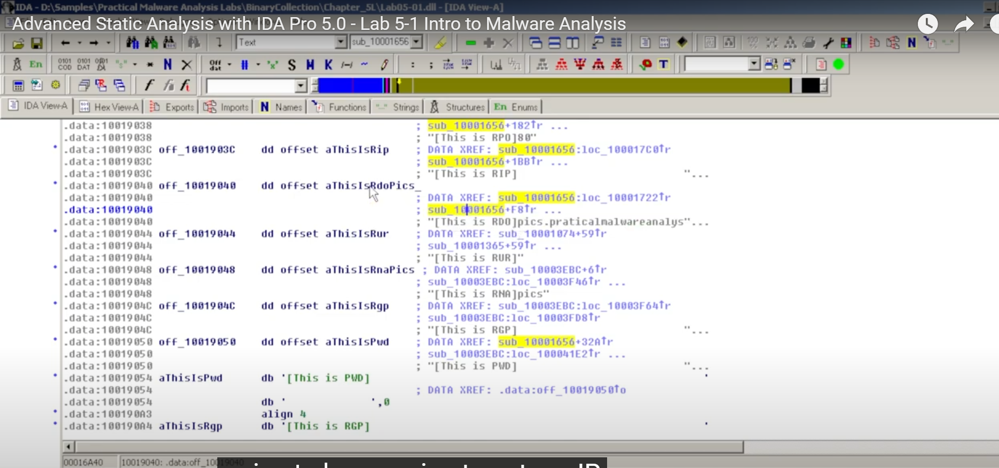 IDA - D:\Samples\Practical Malware Analysis Labs\BinaryCollection\Chapter_5L\Lab05-01.dll - [IDA View-A]
Advanced Static Analysis with IDA Pro 5.0 - Lab 5-1 Intro to Malware Analysis
Text sub_10001656
En
IDA View-A Hex View-A Exports Imports N Names Functions Strings Structures En Enums
.data:10019038 ; sub_10001656+182↑r ...
.data:10019038 ; "[This is RPO]80"
.data:1001903C off_1001903C dd offset aThisIsRip ; DATA XREF: sub_10001656:loc_100017C0↑r
.data:1001903C ; sub_10001656+1BB↑r ...
.data:1001903C ; "[This is RIP] "...
.data:10019040 off_10019040 dd offset aThisIsRdoPics_
.data:10019040 ; DATA XREF: sub_10001656:loc_10001722↑r
.data:10019040 ; sub_10001656+F8↑r ...
.data:10019040 ; "[This is RDO]pics.praticalmalwareanalys"...
.data:10019044 off_10019044 dd offset aThisIsRur ; DATA XREF: sub_10001074+59↑r
.data:10019044 ; sub_10001365+59↑r ...
.data:10019044 ; "[This is RUR]"
.data:10019048 off_10019048 dd offset aThisIsRnaPics ; DATA XREF: sub_10003EBC+6↑r
.data:10019048 ; sub_10003EBC:loc_10003F46↑r ...
.data:10019048 ; "[This is RNA]pics"
.data:1001904C off_1001904C dd offset aThisIsRgp ; DATA XREF: sub_10003EBC:loc_10003F64↑r
.data:1001904C ; sub_10003EBC:loc_10003FD8↑r
.data:1001904C ; "[This is RGP] "...
.data:10019050 off_10019050 dd offset aThisIsPwd ; DATA XREF: sub_10001656+32A↑r
.data:10019050 ; sub_10003EBC:loc_100041E2↑r ...
.data:10019050 ; "[This is PWD] "...
.data:10019054 aThisIsPwd db '[This is PWD] '
.data:10019054 ; DATA XREF: .data:off_10019050↑o
.data:10019054 db ' ',0
.data:100190A3 align 4
.data:100190A4 aThisIsRgp db '[This is RGP] '
00016A40 10019040: .data:off_10019040